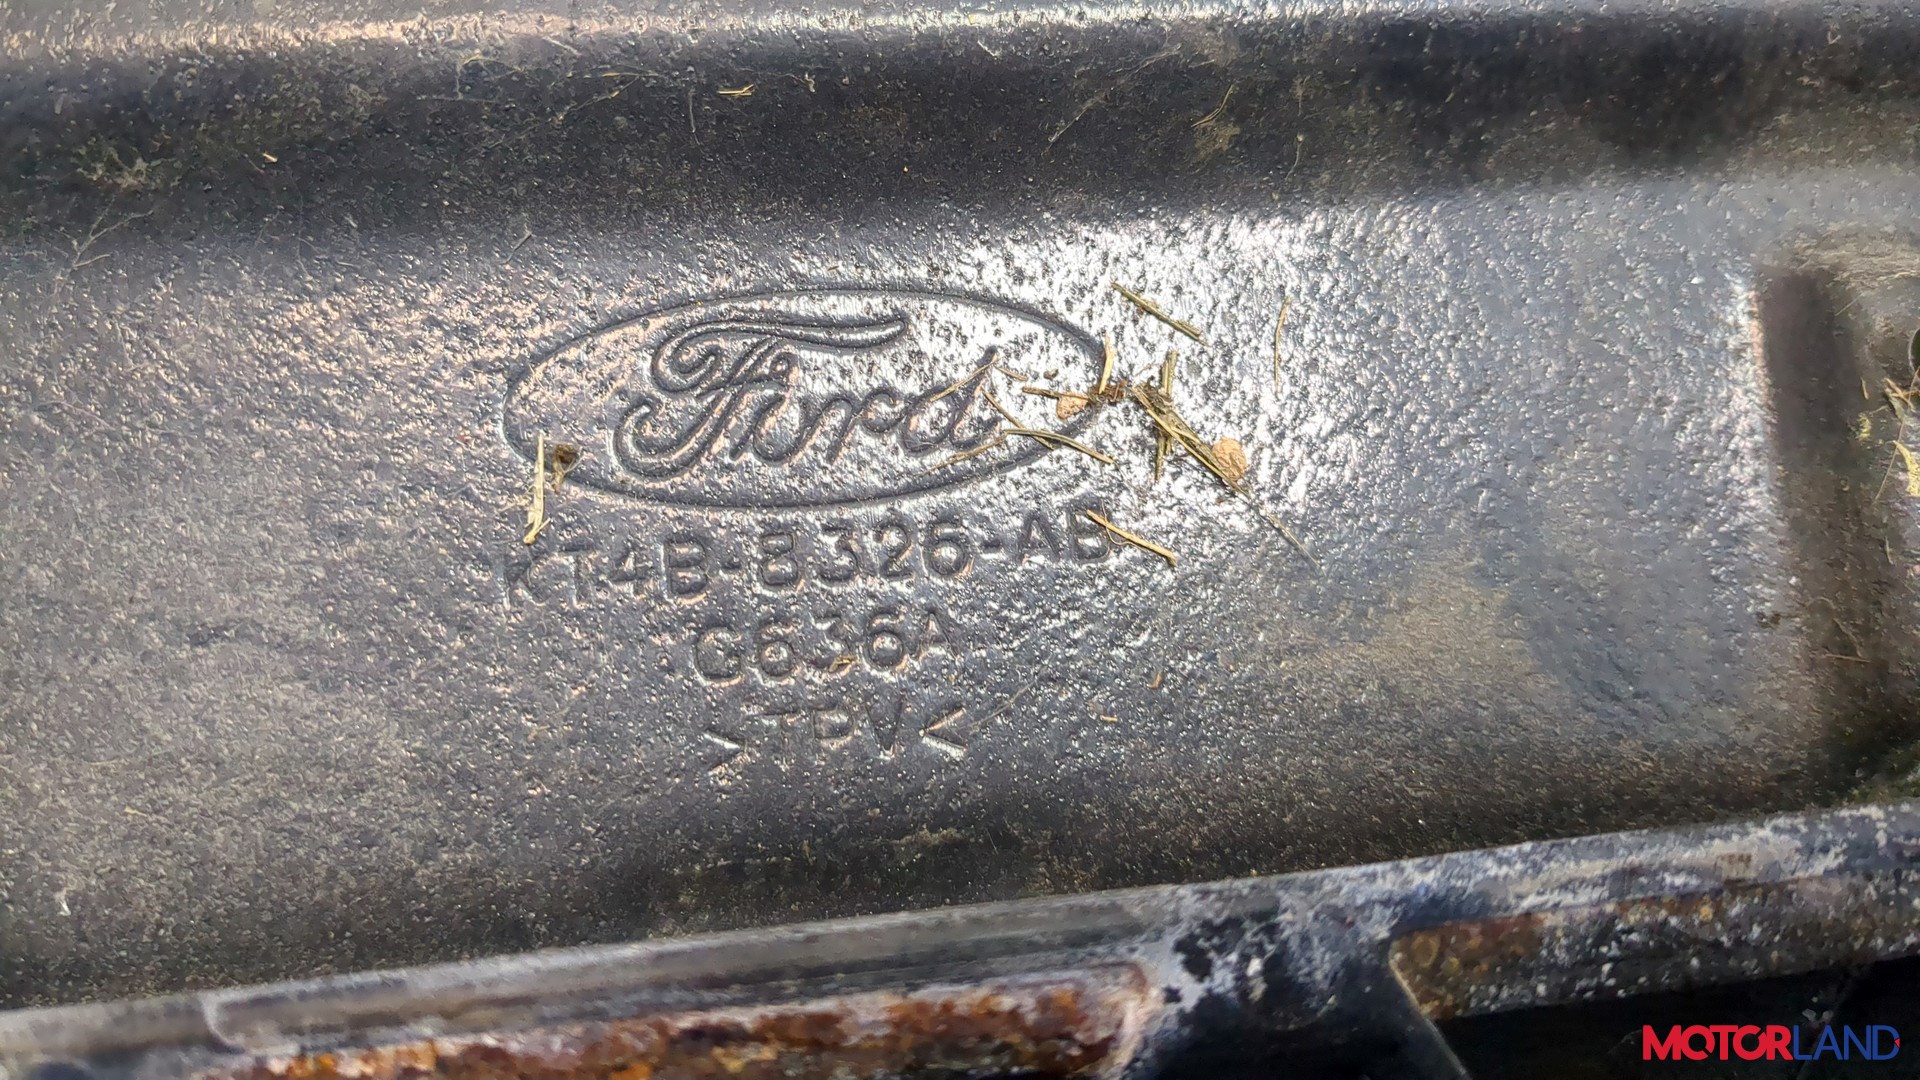 Ford
KT4B-8326-AB
C636A
>TPV<
MOTORLAND